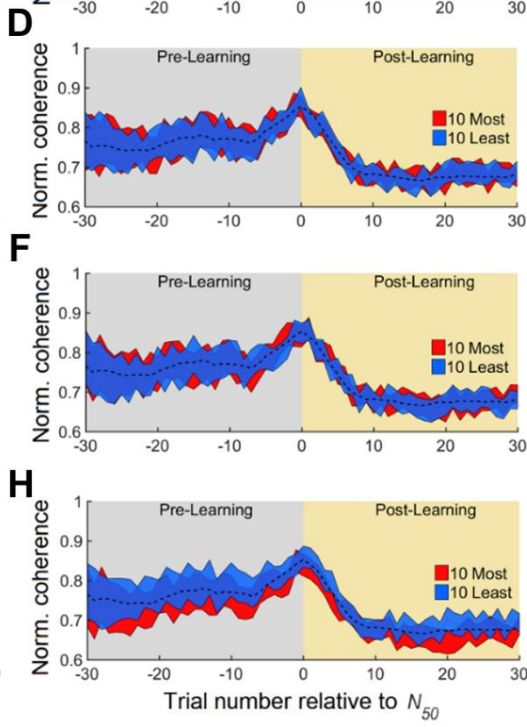 -30 -20 -10 0 10 20 30
D
Pre-Learning Post-Learning
1
0.9
0.8
0.7
0.6
Norm. coherence
10 Most
10 Least
-30 -20 -10 0 10 20 30
F
Pre-Learning Post-Learning
1
0.9
0.8
0.7
0.6
Norm. coherence
10 Most
10 Least
-30 -20 -10 0 10 20 30
H
Pre-Learning Post-Learning
1
0.9
0.8
0.7
0.6
Norm. coherence
10 Most
10 Least
-30 -20 -10 0 10 20 30
Trial number relative to N50